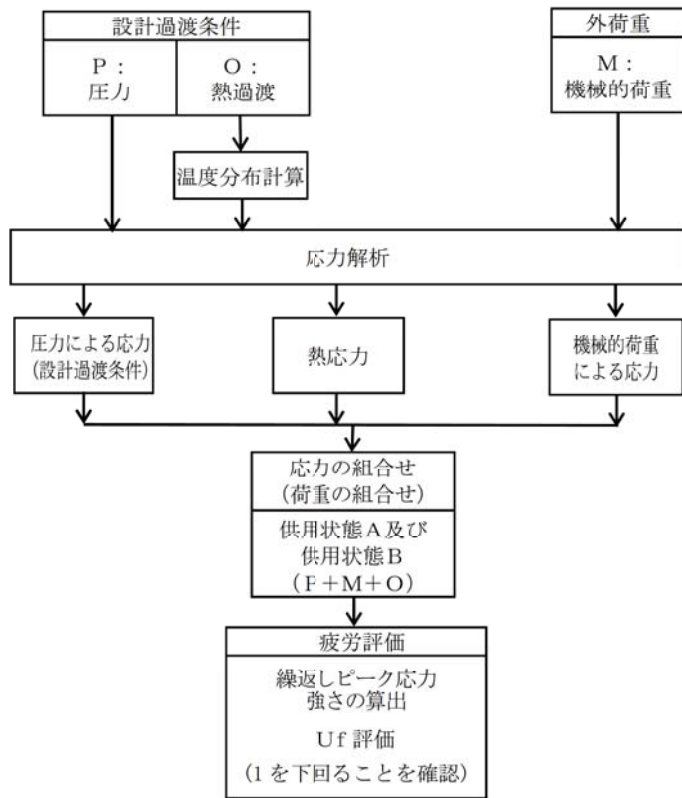 設計過渡条件
P：
圧力
O：
熱過渡
外荷重
M：
機械的荷重
温度分布計算
応力解析
圧力による応力
(設計過渡条件)
熱応力
機械的荷重
による応力
応力の組合せ
(荷重の組合せ)
供用状態A及び
供用状態B
(P+M+O)
疲労評価
繰返しピーク応力
強さの算出
Uf 評価
(1を下回ることを確認)